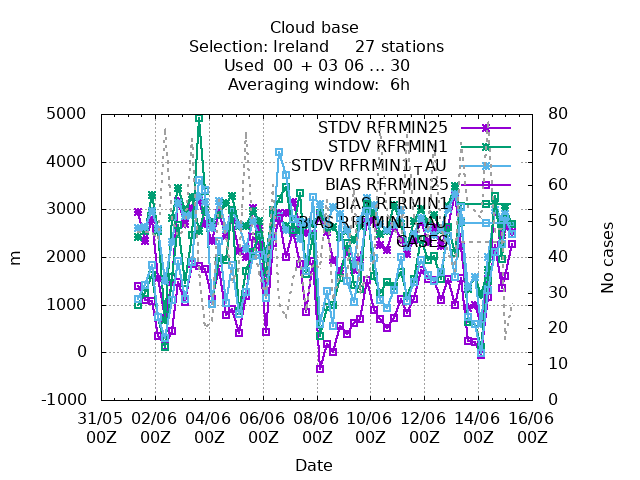 Cloud base
Selection: Ireland 27 stations
Used 00 + 03 06 ... 30
Averaging window: 6h
5000 80
STDV RFRMIN25
STDV RFRMIN1
STDV RFRMIN1_AU
BIAS RFRMIN25
BIAS RFRMIN1
BIAS RFRMIN1_AU
CASES
4000
3000
2000
1000
0
-1000
70
60
50
40
30
20
10
0
m
No cases
31/05 02/06 04/06 06/06 08/06 10/06 12/06 14/06 16/06
00Z 00Z 00Z 00Z 00Z 00Z 00Z 00Z 00Z
Date